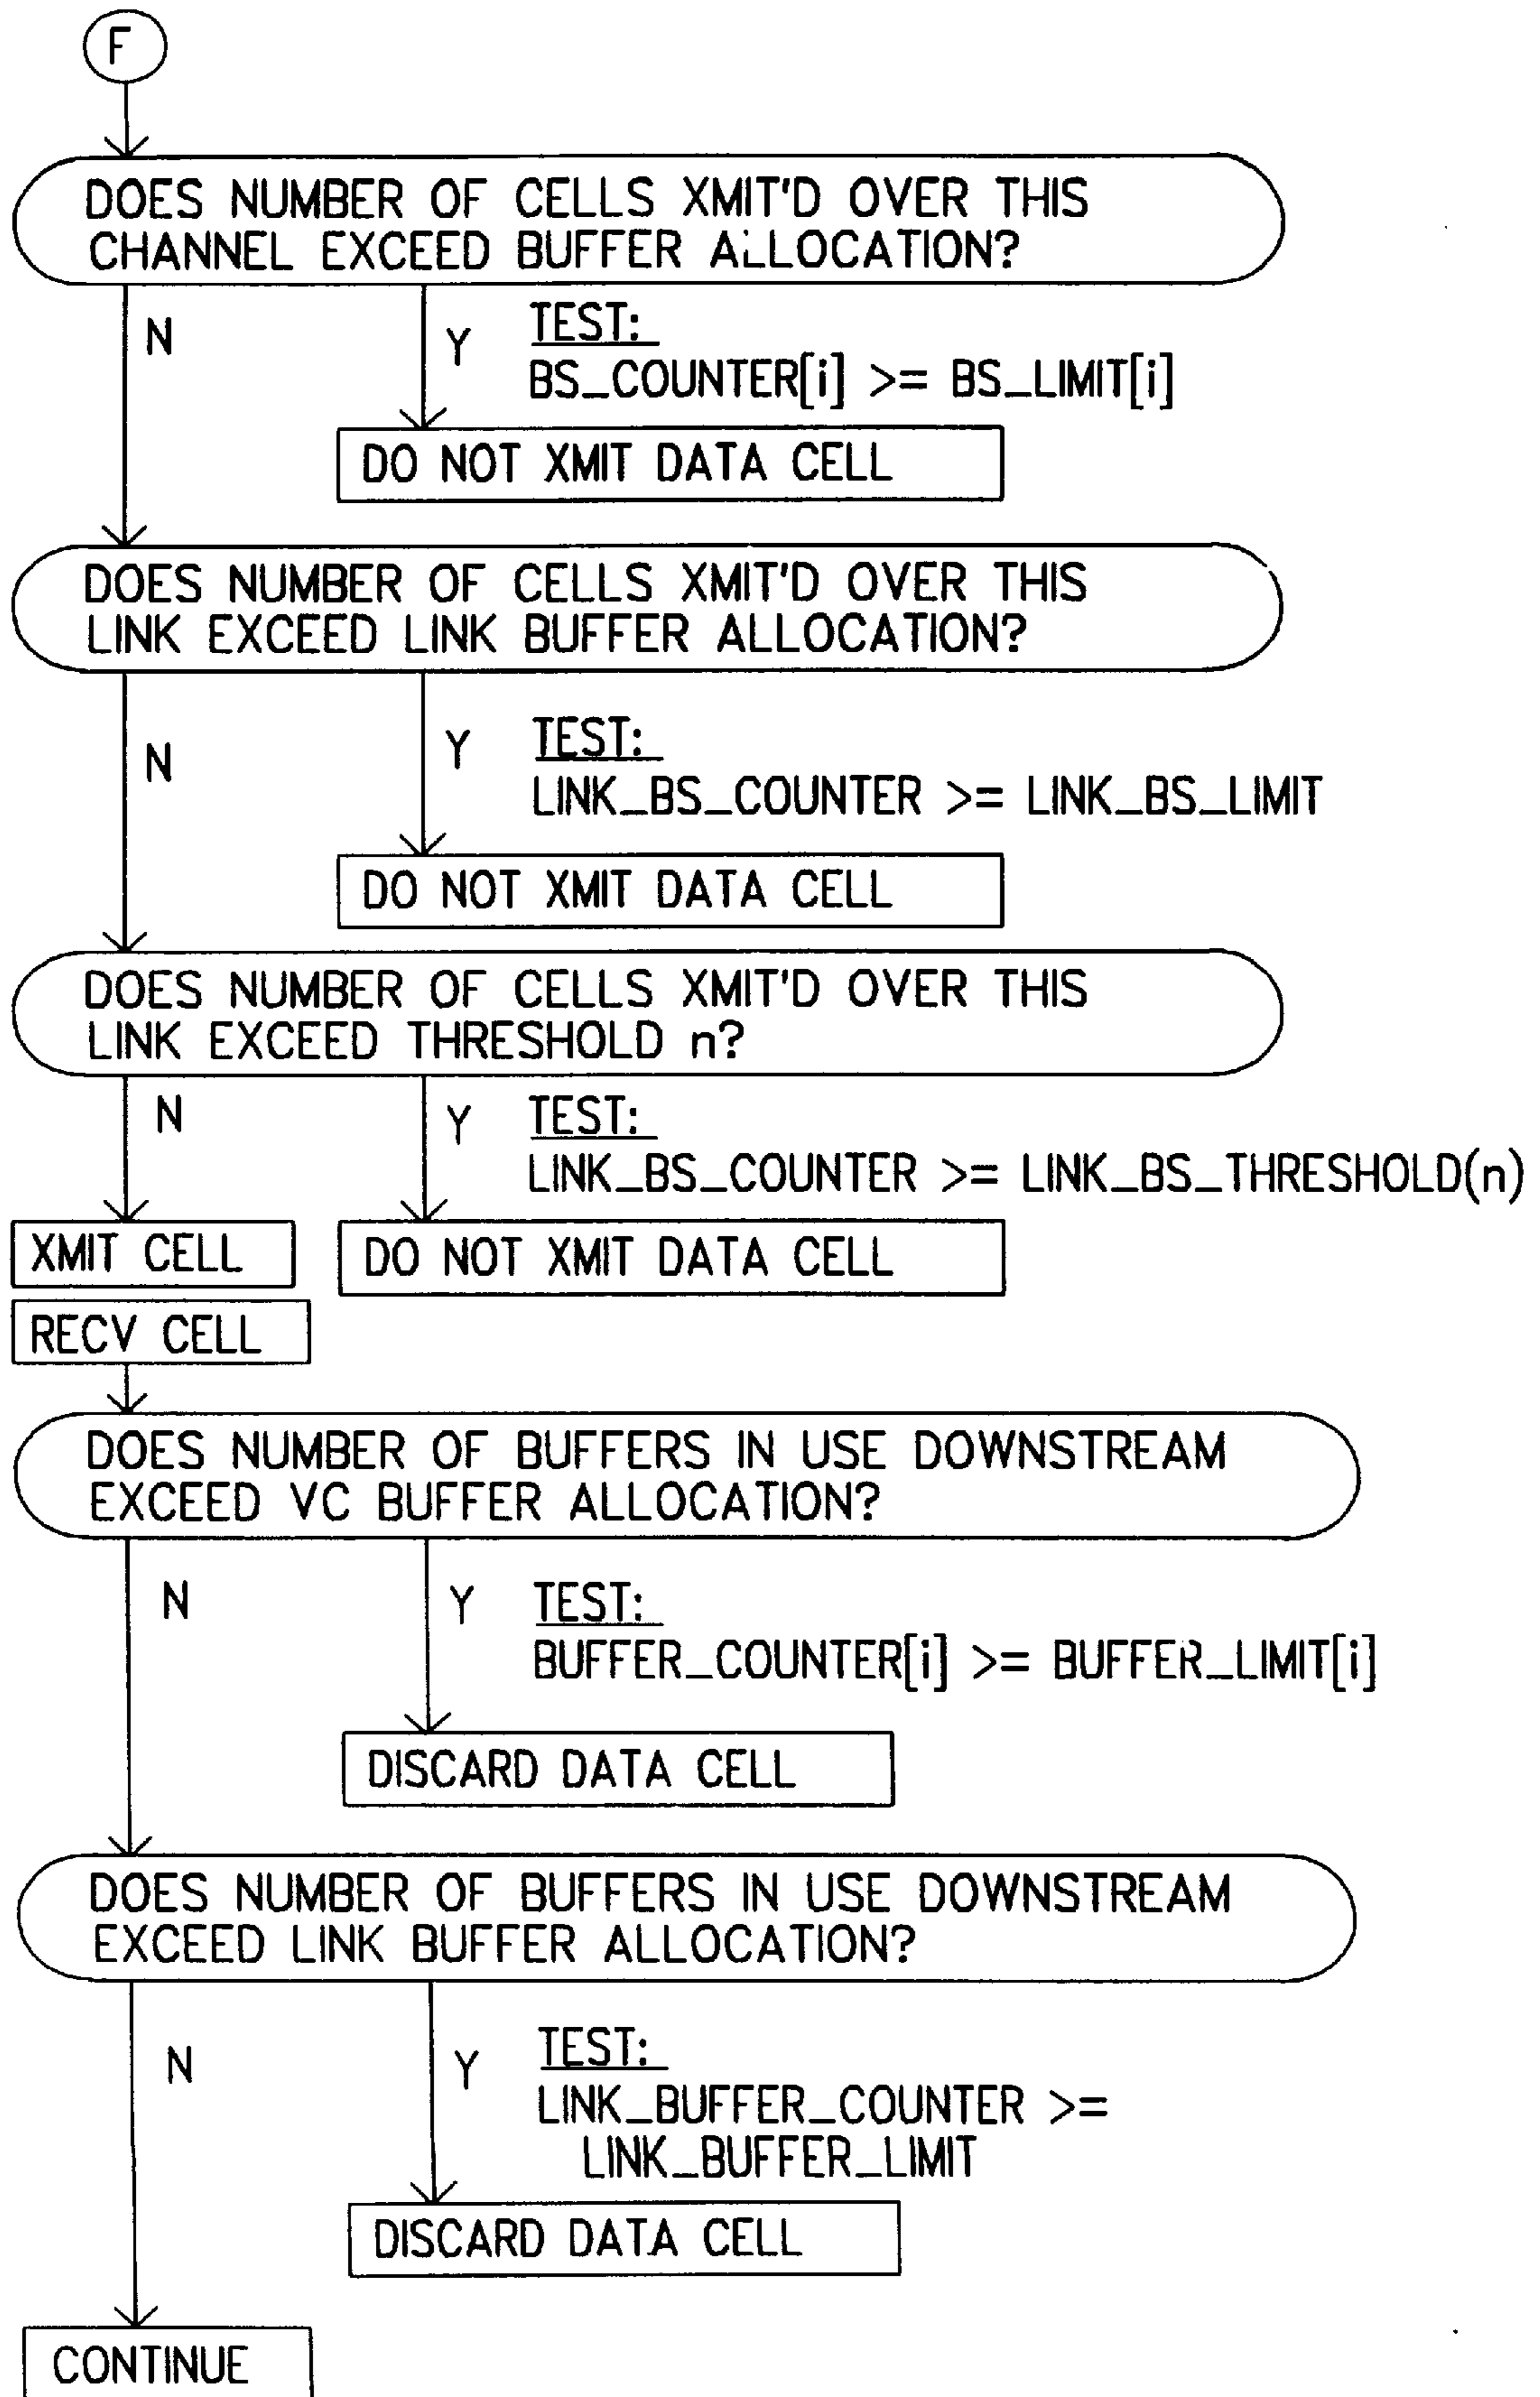 F
DOES NUMBER OF CELLS XMIT'D OVER THIS
CHANNEL EXCEED BUFFER ALLOCATION?
N
Y
TEST:
BS_COUNTER[i] >= BS_LIMIT[i]
DO NOT XMIT DATA CELL
DOES NUMBER OF CELLS XMIT'D OVER THIS
LINK EXCEED LINK BUFFER ALLOCATION?
N
Y
TEST:
LINK_BS_COUNTER >= LINK_BS_LIMIT
DO NOT XMIT DATA CELL
DOES NUMBER OF CELLS XMIT'D OVER THIS
LINK EXCEED THRESHOLD n?
N
Y
TEST:
LINK_BS_COUNTER >= LINK_BS_THRESHOLD(n)
XMIT CELL
DO NOT XMIT DATA CELL
RECV CELL
DOES NUMBER OF BUFFERS IN USE DOWNSTREAM
EXCEED VC BUFFER ALLOCATION?
N
Y
TEST:
BUFFER_COUNTER[i] >= BUFFER_LIMIT[i]
DISCARD DATA CELL
DOES NUMBER OF BUFFERS IN USE DOWNSTREAM
EXCEED LINK BUFFER ALLOCATION?
N
Y
TEST:
LINK_BUFFER_COUNTER >=
LINK_BUFFER_LIMIT
DISCARD DATA CELL
CONTINUE